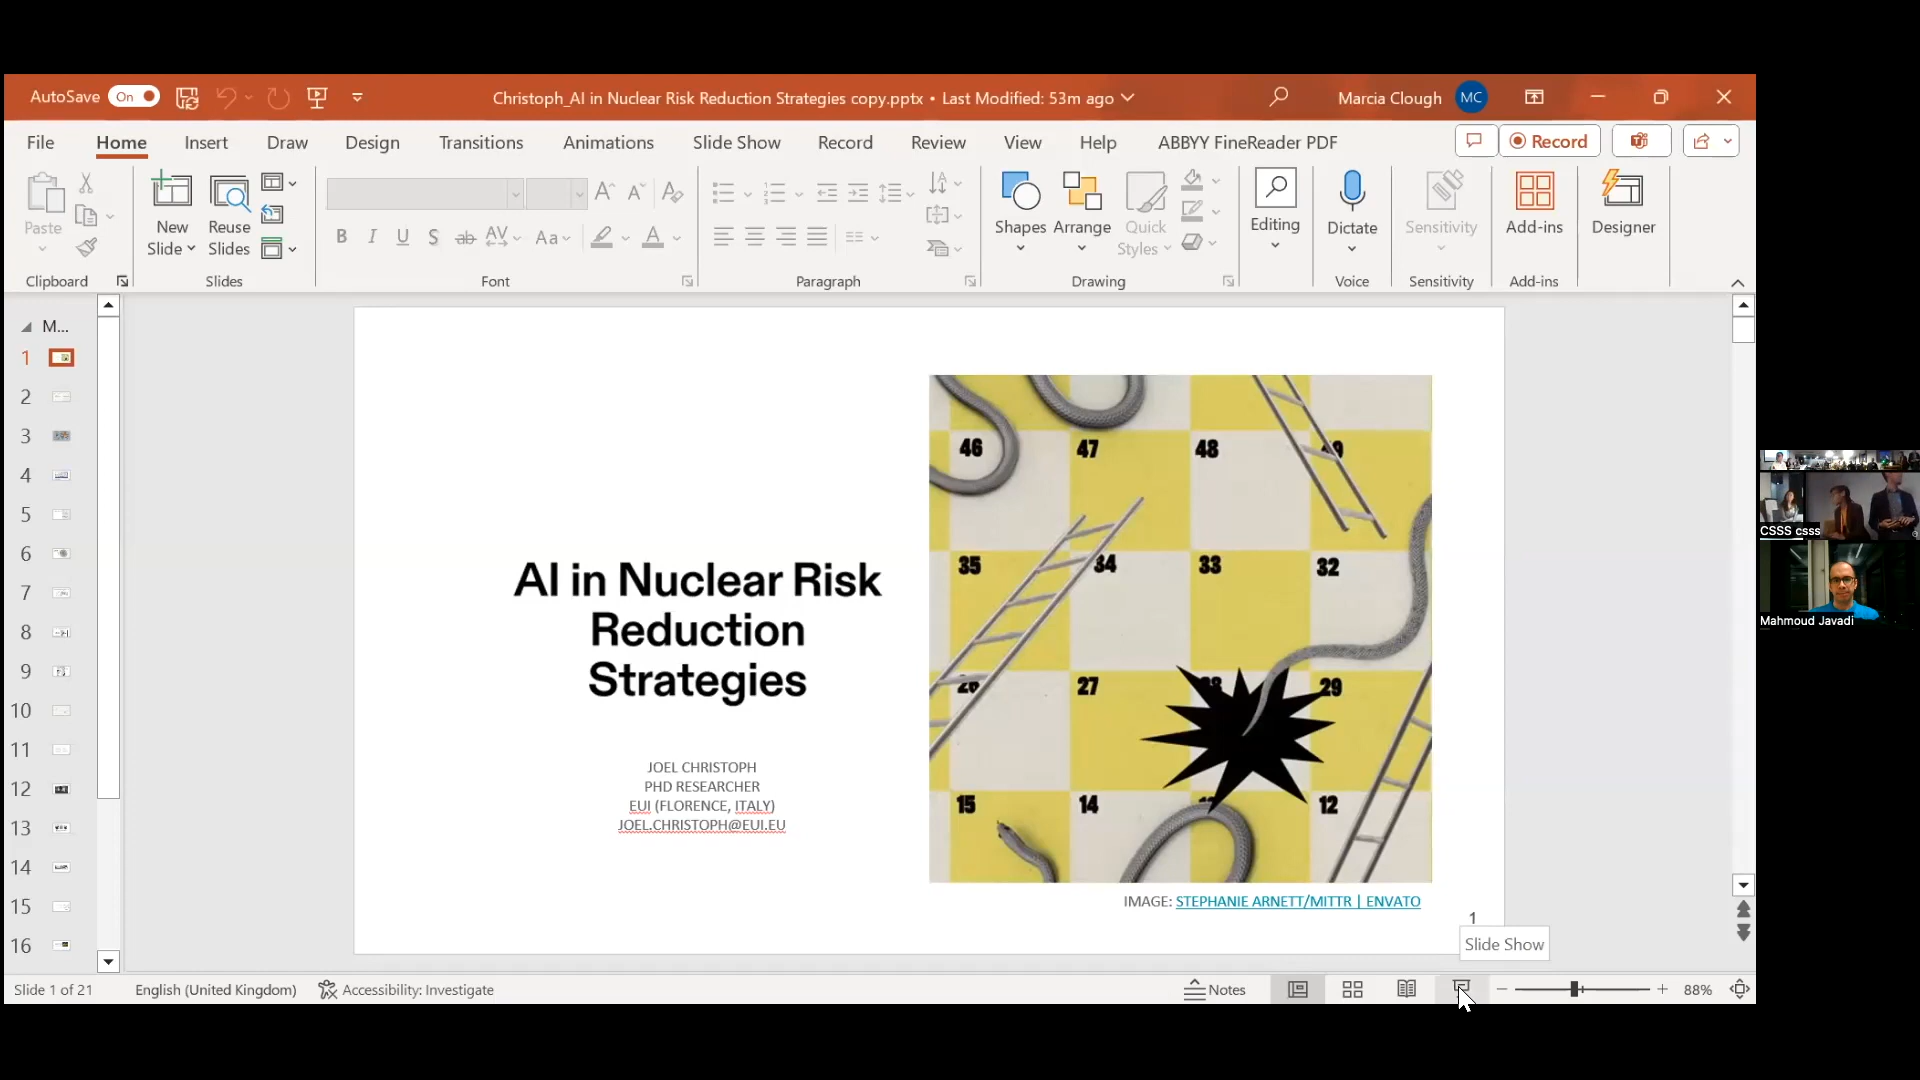 AutoSave On Christoph_AI in Nuclear Risk Reduction Strategies copy.pptx • Last Modified: 53m ago Marcia Clough MC
File Home Insert Draw Design Transitions Animations Slide Show Record Review View Help ABBYY FineReader PDF Record
Paste New Slide Reuse Slides Shapes Arrange Quick Styles Editing Dictate Sensitivity Add-ins Designer
B I U S ab AV Aa A
Clipboard Slides Font Paragraph Drawing Voice Sensitivity Add-ins
M...
1
2
3
4
5
6
7
8
9
10
11
12
13
14
15
16
AI in Nuclear Risk
Reduction
Strategies
JOEL CHRISTOPH
PHD RESEARCHER
EUI (FLORENCE, ITALY)
JOEL.CHRISTOPH@EUI.EU
46 47 48
35 34 33 32
27 29
15 14 12
IMAGE: STEPHANIE ARNETT/MITTR | ENVATO
1
Slide Show
CSSS csss
Mahmoud Javadi
Slide 1 of 21 English (United Kingdom) Accessibility: Investigate Notes 88%